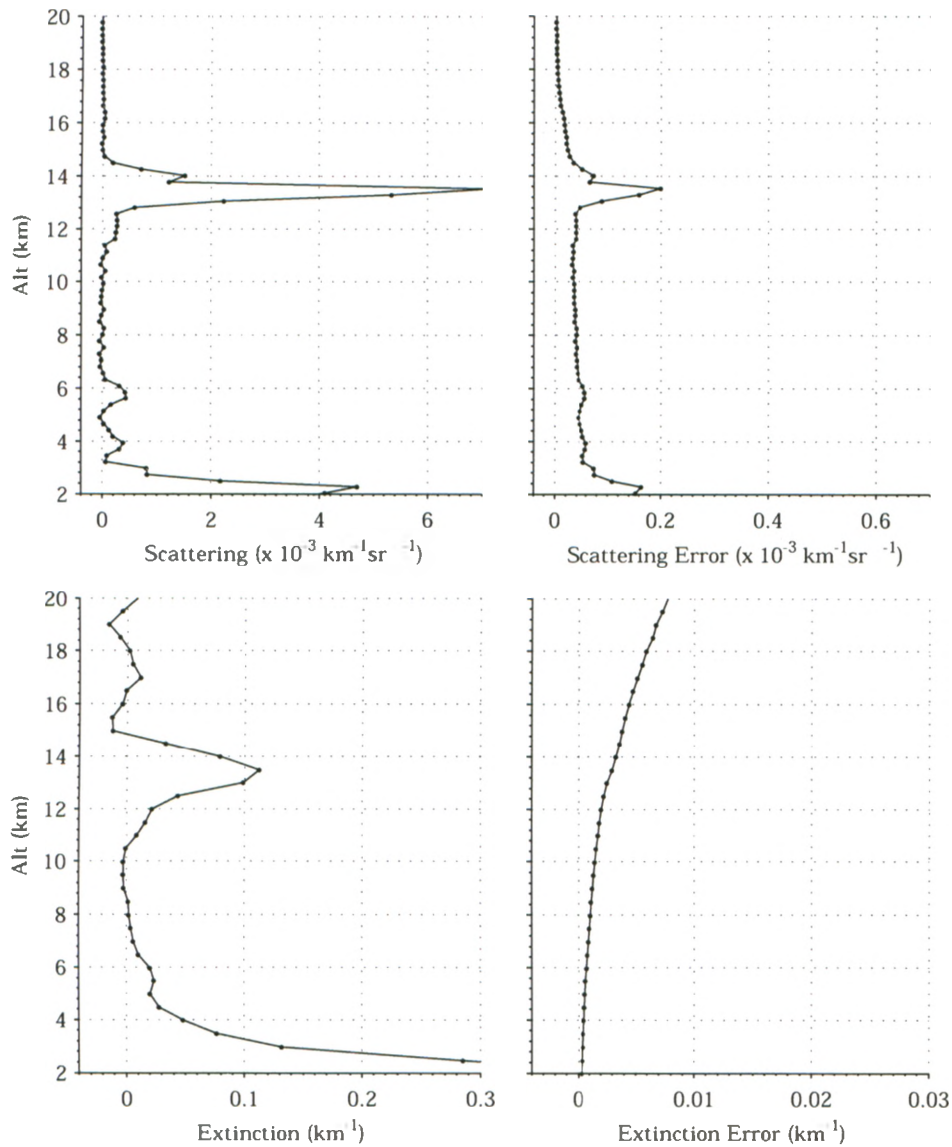 20
18
16
14
12
10
8
6
4
2
Alt (km)
0 2 4 6
Scattering (x 10⁻³ km⁻¹sr ⁻¹)
0 0.2 0.4 0.6
Scattering Error (x 10⁻³ km⁻¹sr ⁻¹)
20
18
16
14
12
10
8
6
4
2
Alt (km)
0 0.1 0.2 0.3
Extinction (km⁻¹)
0 0.01 0.02 0.03
Extinction Error (km⁻¹)